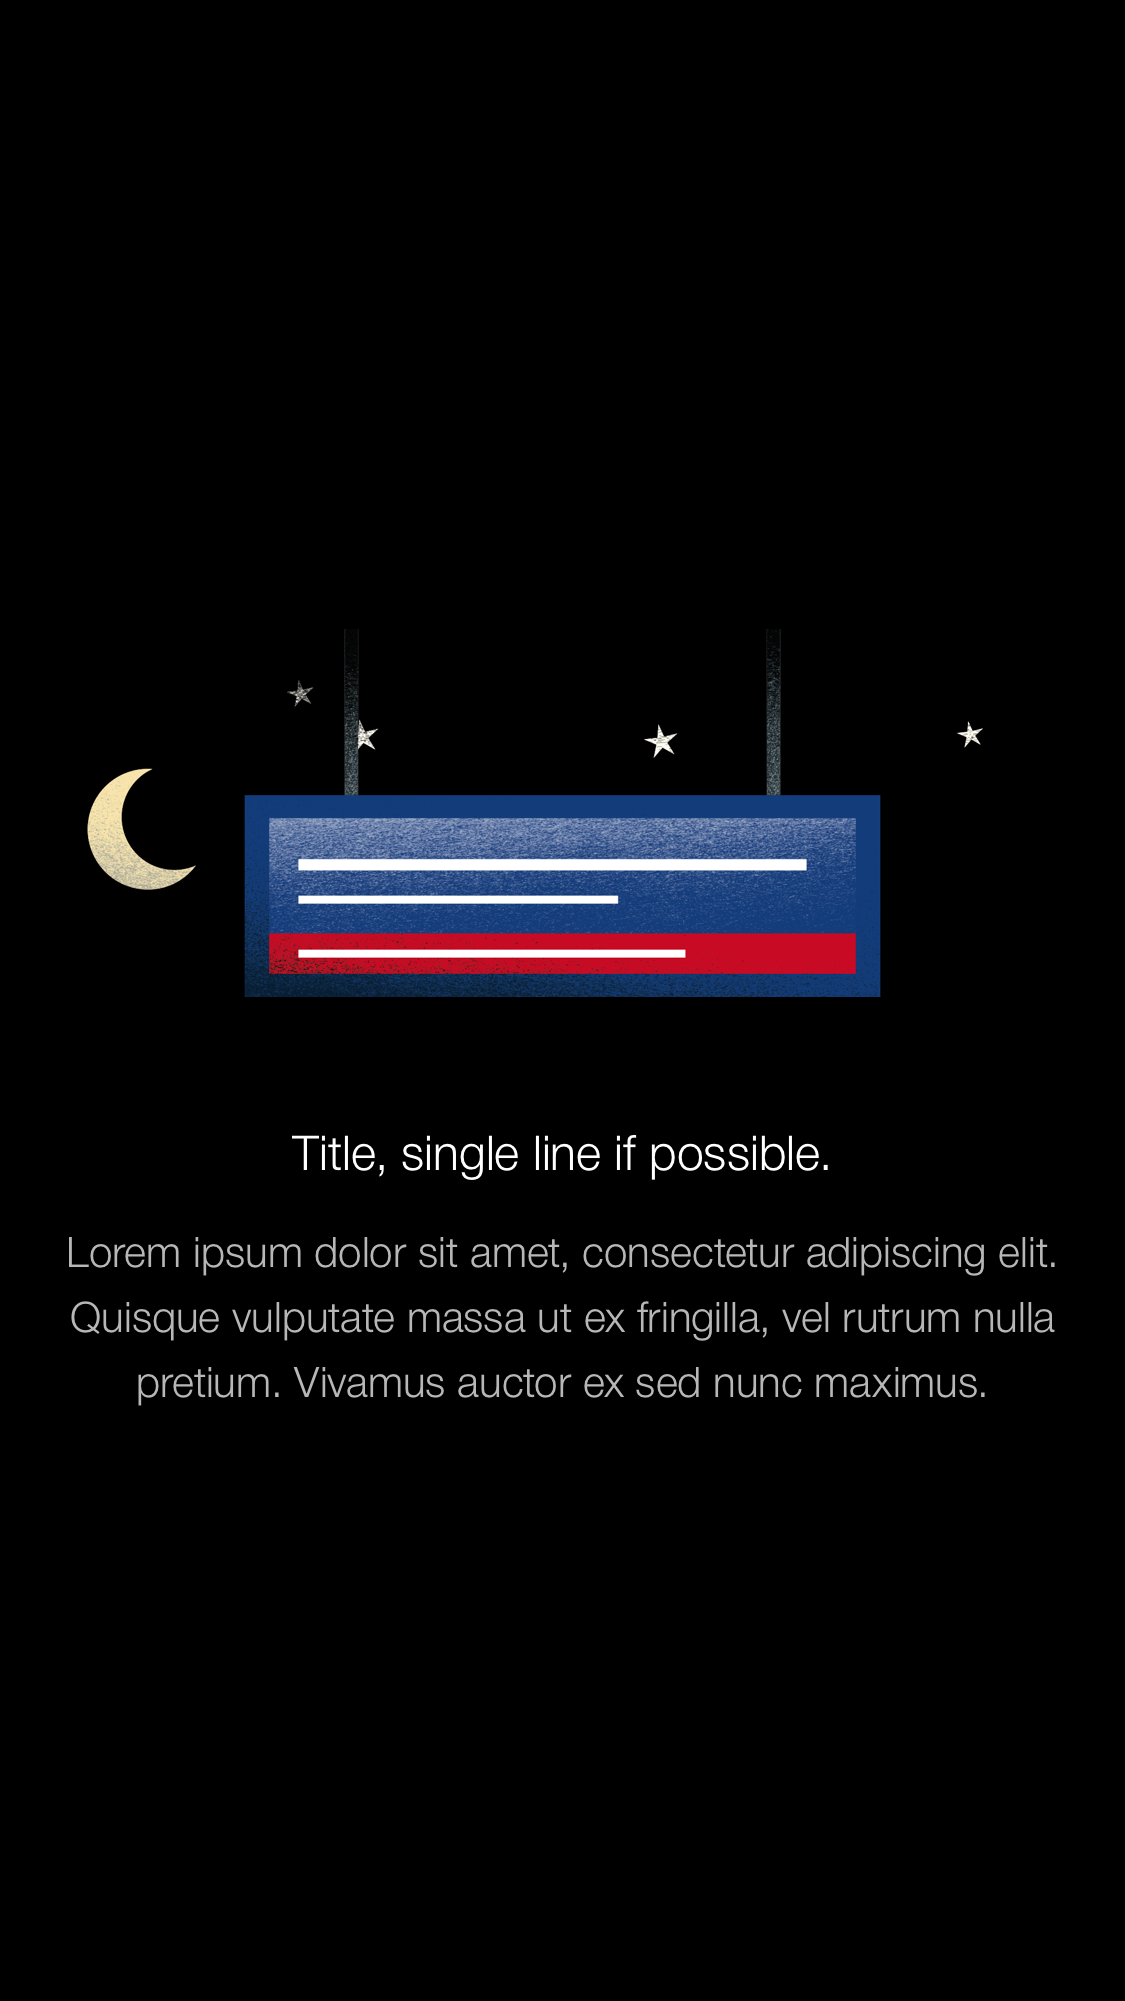 Title, single line if possible.
Lorem ipsum dolor sit amet, consectetur adipiscing elit.
Quisque vulputate massa ut ex fringilla, vel rutrum nulla
pretium. Vivamus auctor ex sed nunc maximus.